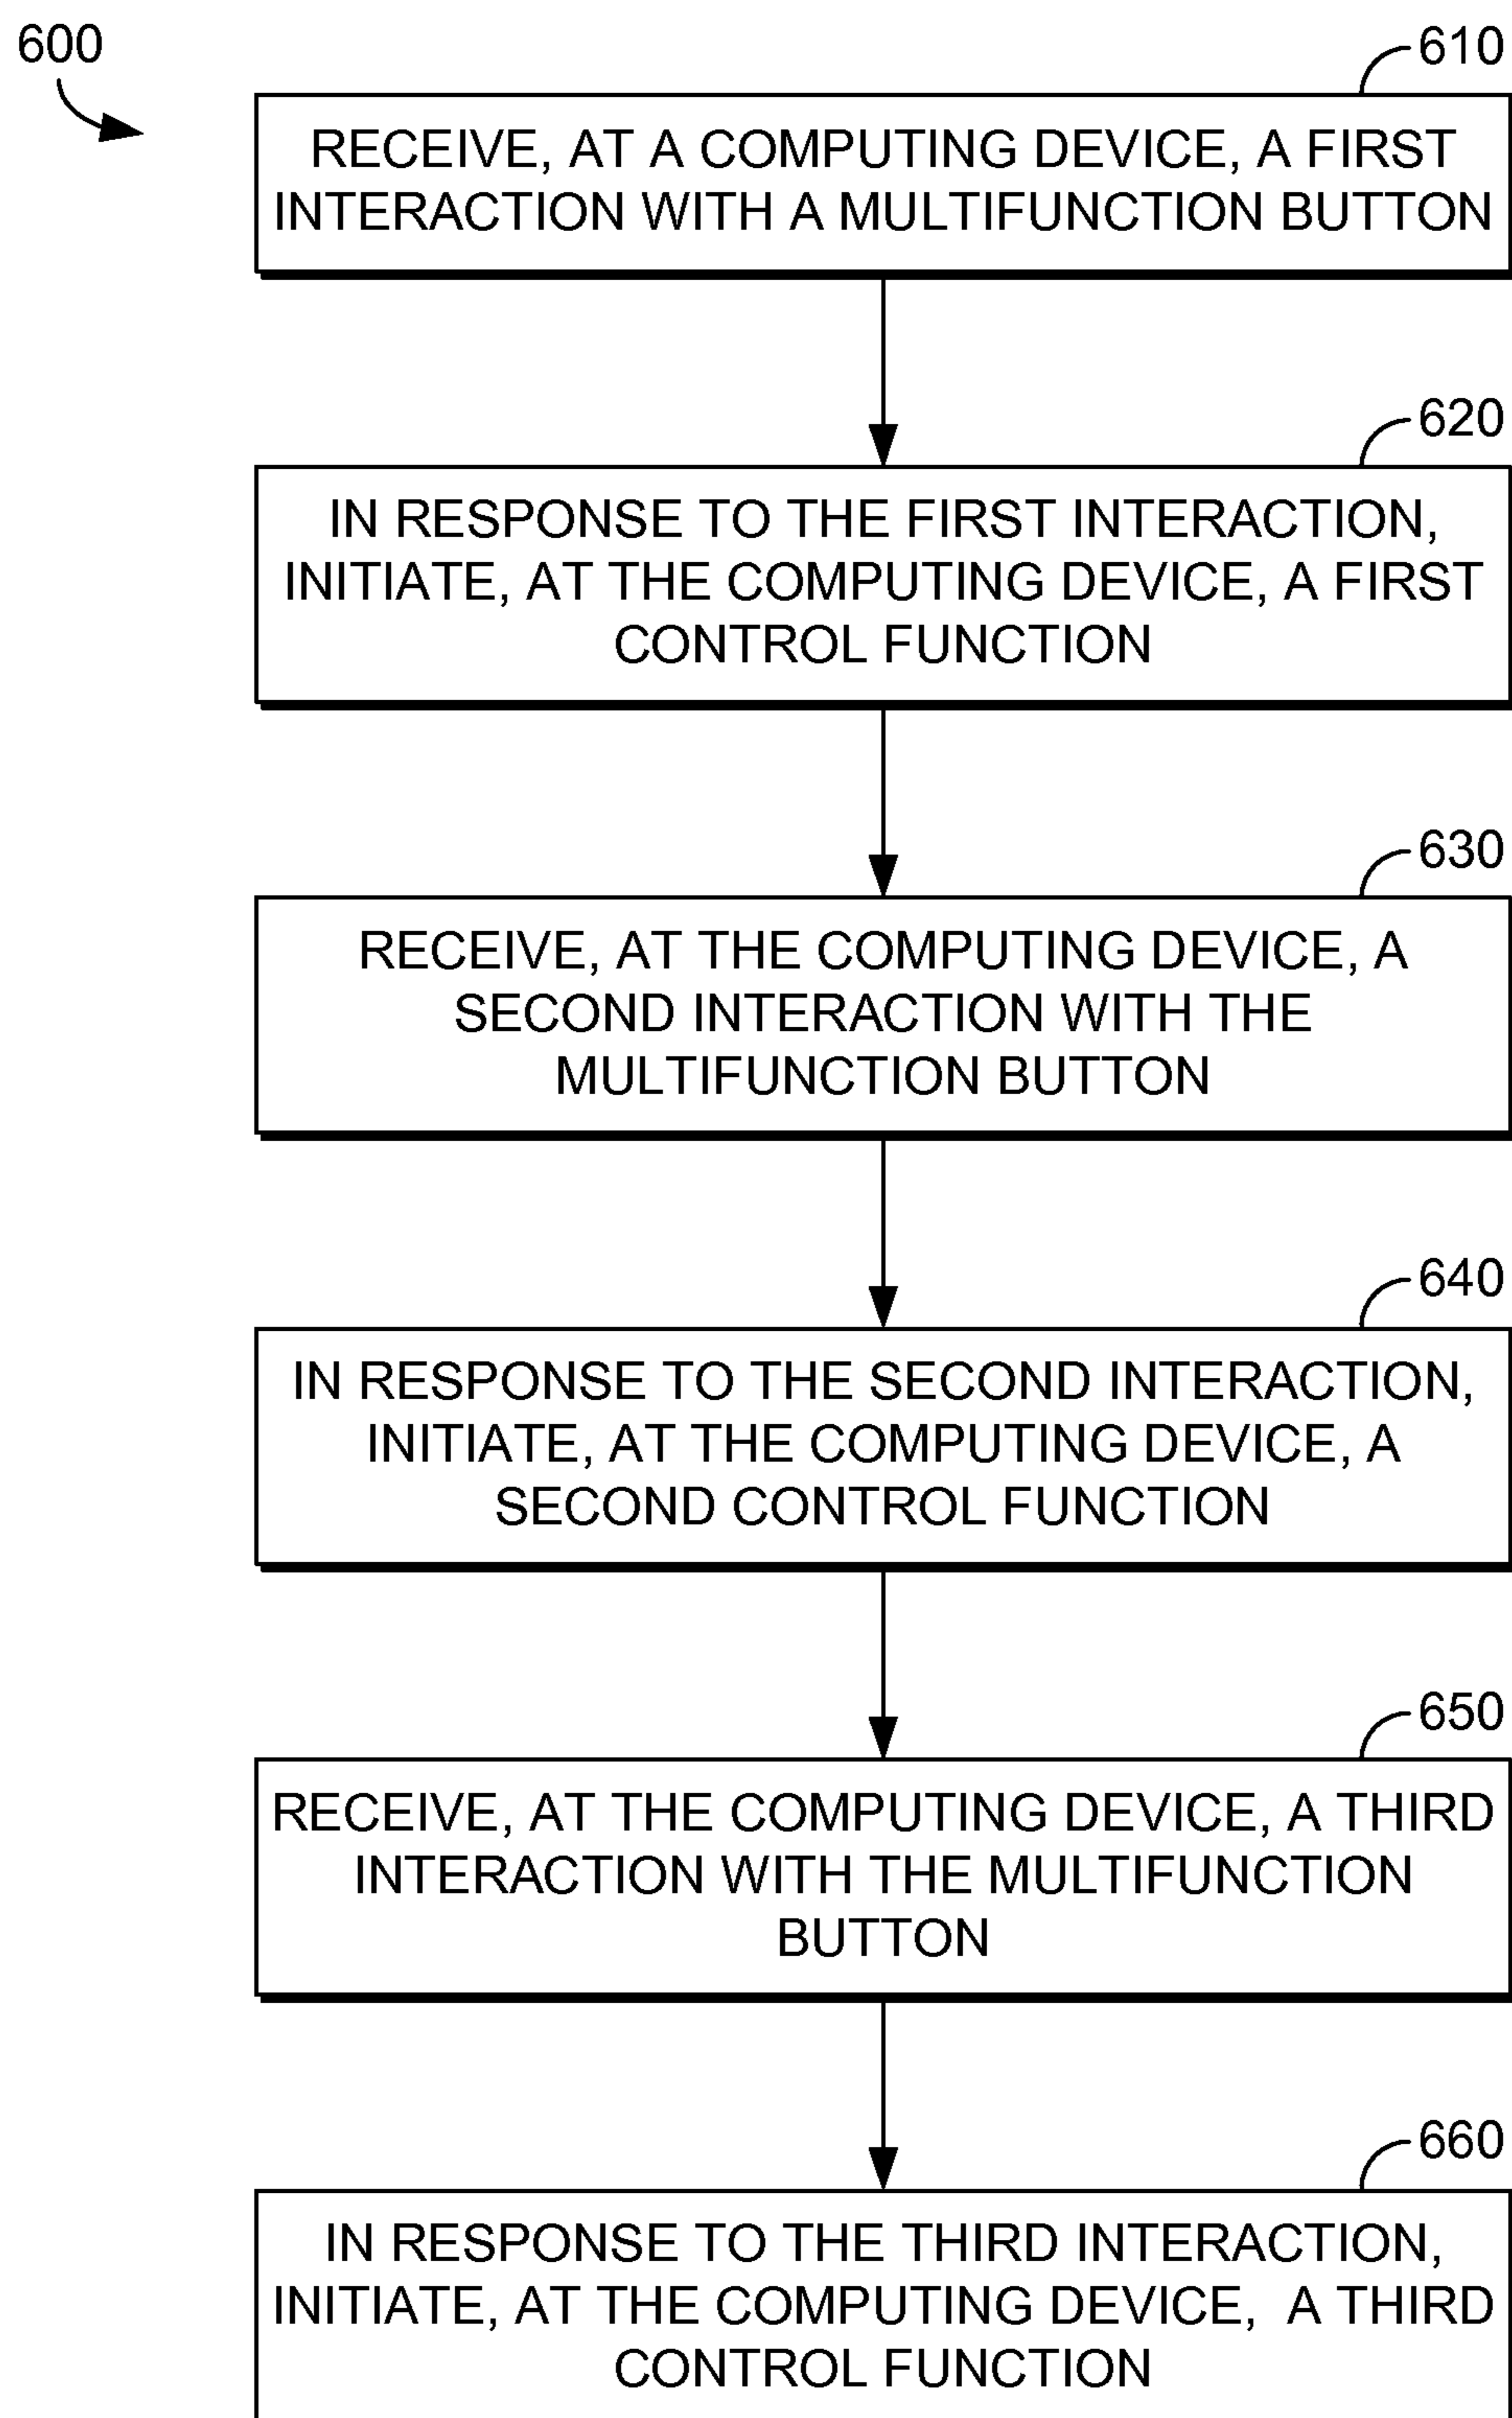 600
610
RECEIVE, AT A COMPUTING DEVICE, A FIRST
INTERACTION WITH A MULTIFUNCTION BUTTON
620
IN RESPONSE TO THE FIRST INTERACTION,
INITIATE, AT THE COMPUTING DEVICE, A FIRST
CONTROL FUNCTION
630
RECEIVE, AT THE COMPUTING DEVICE, A
SECOND INTERACTION WITH THE
MULTIFUNCTION BUTTON
640
IN RESPONSE TO THE SECOND INTERACTION,
INITIATE, AT THE COMPUTING DEVICE, A
SECOND CONTROL FUNCTION
650
RECEIVE, AT THE COMPUTING DEVICE, A THIRD
INTERACTION WITH THE MULTIFUNCTION
BUTTON
660
IN RESPONSE TO THE THIRD INTERACTION,
INITIATE, AT THE COMPUTING DEVICE, A THIRD
CONTROL FUNCTION